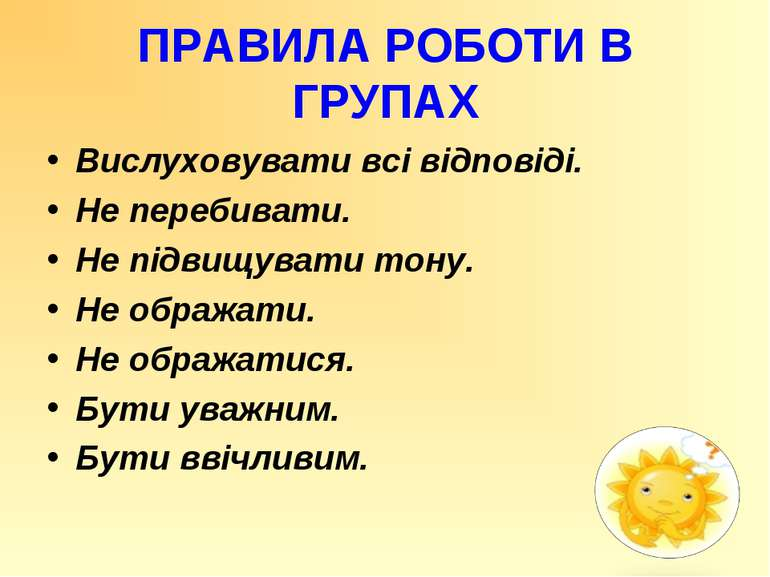 ПРАВИЛА РОБОТИ В
ГРУПАХ
• Вислуховувати всі відповіді.
• Не перебивати.
• Не підвищувати тону.
• Не ображати.
• Не ображатися.
• Бути уважним.
• Бути ввічливим.
?